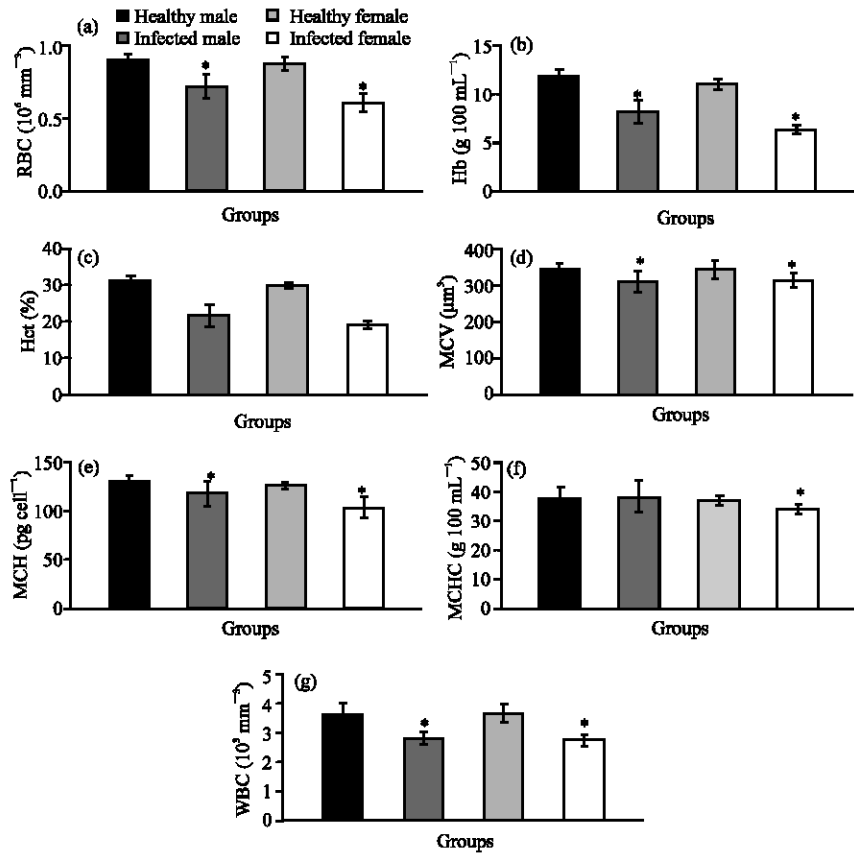 (a) Healthy male Healthy female
Infected male Infected female
(b)
RBC (10⁶ mm⁻³)
1.0
0.5
0.0
*
*
Groups
Hb (g 100 mL⁻¹)
15
10
5
0
*
*
Groups
(c)
Hct (%)
40
30
20
10
0
Groups
(d)
MCV (µm³)
400
300
200
100
0
*
*
Groups
(e)
MCH (pg cell⁻¹)
150
100
50
0
*
*
Groups
(f)
MCHC (g 100 mL⁻¹)
50
40
30
20
10
0
*
Groups
(g)
WBC (10³ mm⁻³)
5
4
3
2
1
0
*
*
Groups